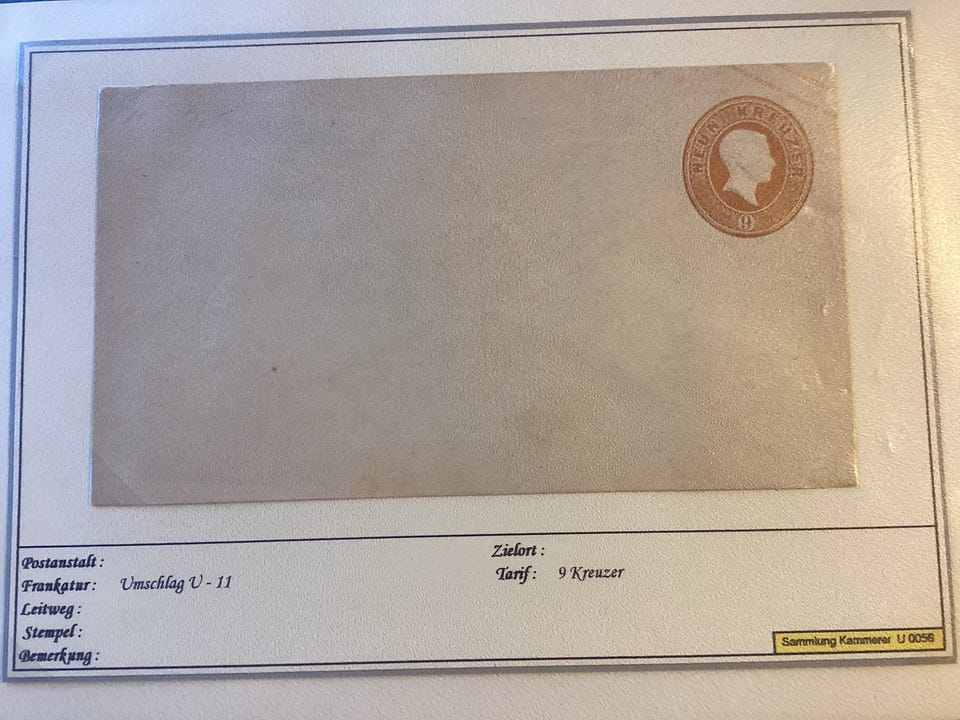 NEUN KREUZER
9
Postanstalt :
Frankatur : Umschlag U - 11
Leitweg :
Stempel :
Bemerkung :
Zielort :
Tarif : 9 Kreuzer
Sammlung Kammerer U 0056